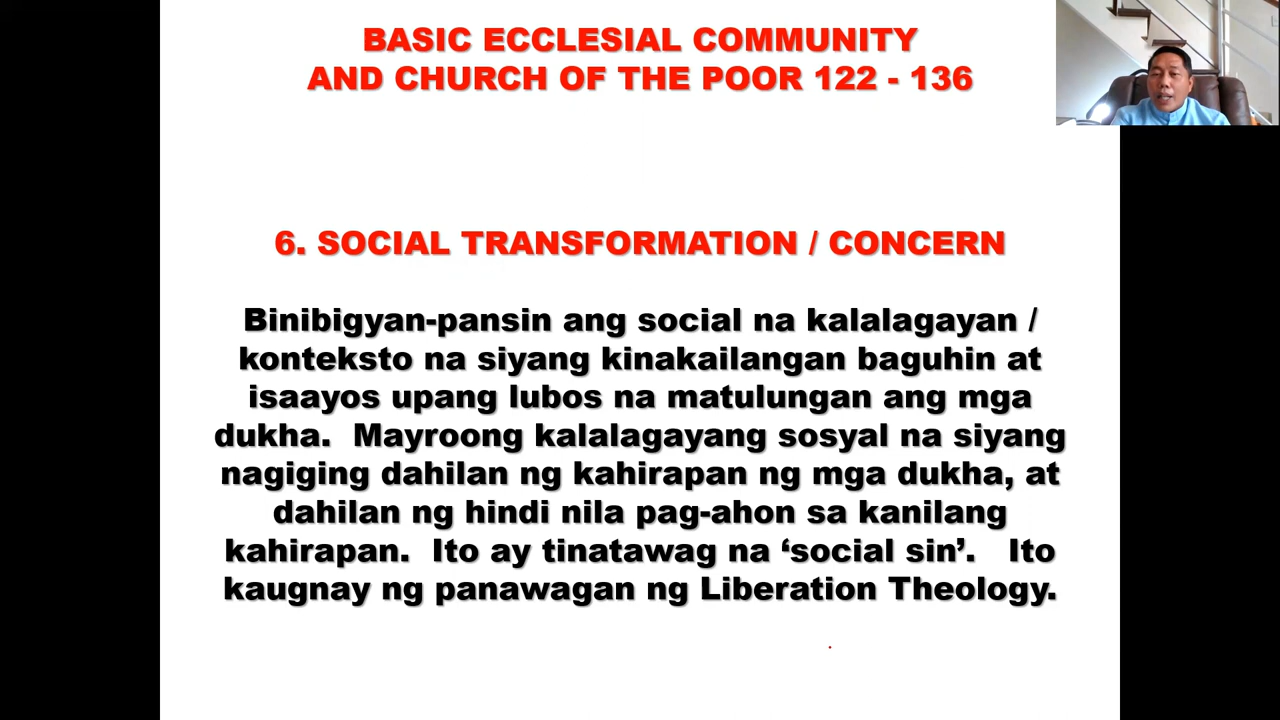 BASIC ECCLESIAL COMMUNITY
AND CHURCH OF THE POOR 122 - 136
6. SOCIAL TRANSFORMATION / CONCERN
Binibigyan-pansin ang social na kalalagayan /
konteksto na siyang kinakailangan baguhin at
isaayos upang lubos na matulungan ang mga
dukha.  Mayroong kalalagayang sosyal na siyang
nagiging dahilan ng kahirapan ng mga dukha, at
dahilan ng hindi nila pag-ahon sa kanilang
kahirapan.  Ito ay tinatawag na ‘social sin’.   Ito
kaugnay ng panawagan ng Liberation Theology.